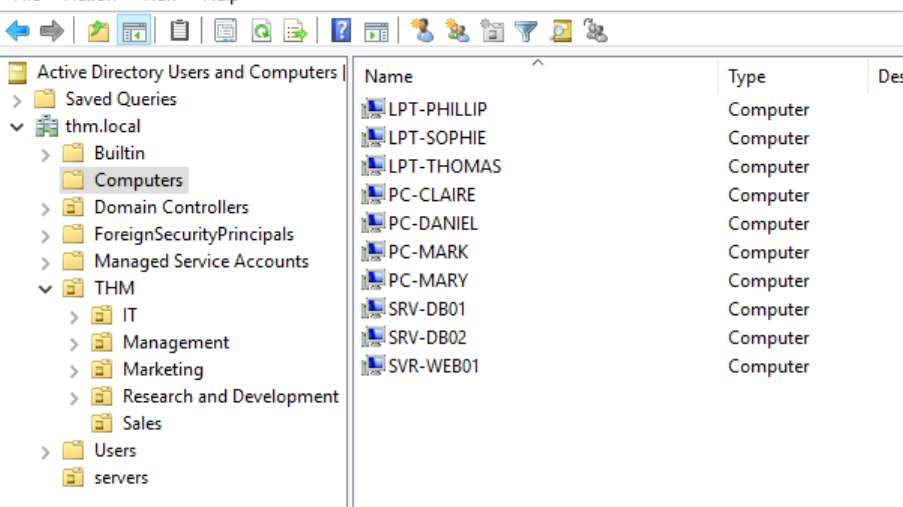 Help
Active Directory Users and Computers
Saved Queries
thm.local
Builtin
Computers
Domain Controllers
ForeignSecurityPrincipals
Managed Service Accounts
THM
IT
Management
Marketing
Research and Development
Sales
Users
servers
Name Type
LPT-PHILLIP Computer
LPT-SOPHIE Computer
LPT-THOMAS Computer
PC-CLAIRE Computer
PC-DANIEL Computer
PC-MARK Computer
PC-MARY Computer
SRV-DB01 Computer
SRV-DB02 Computer
SVR-WEB01 Computer